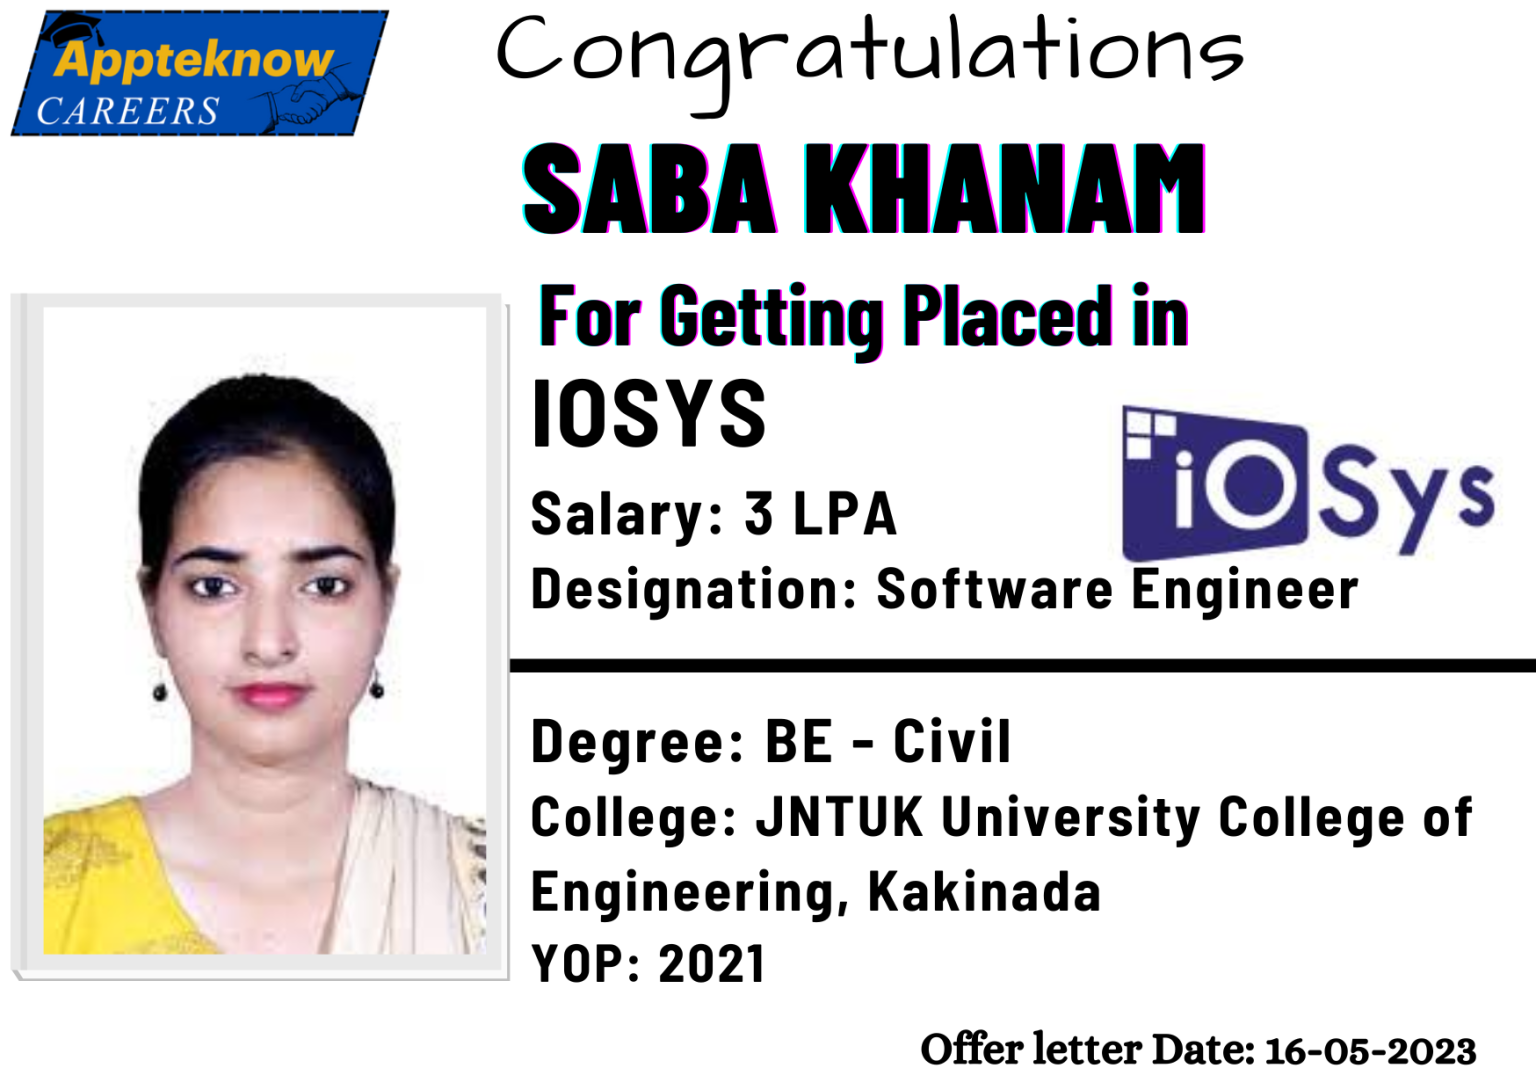 Appteknow
CAREERS
Congratulations
SABA KHANAM
For Getting Placed in
IOSYS
iOSys
Salary: 3 LPA
Designation: Software Engineer
Degree: BE - Civil
College: JNTUK University College of
Engineering, Kakinada
YOP: 2021
Offer letter Date: 16-05-2023